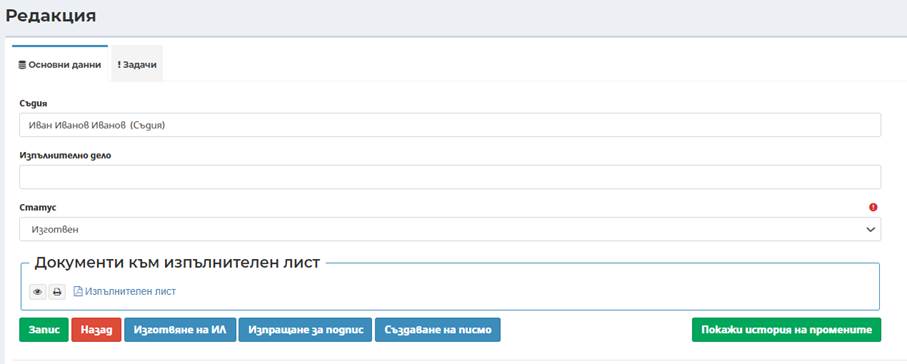 Редакция
Основни данни ! Задачи
Съдия
Иван Иванов Иванов (Съдия)
Изпълнително дело
Статус
Изготвен
Документи към изпълнителен лист
Изпълнителен лист
Запис Назад Изготвяне на ИЛ Изпращане за подпис Създаване на писмо Покажи история на промените